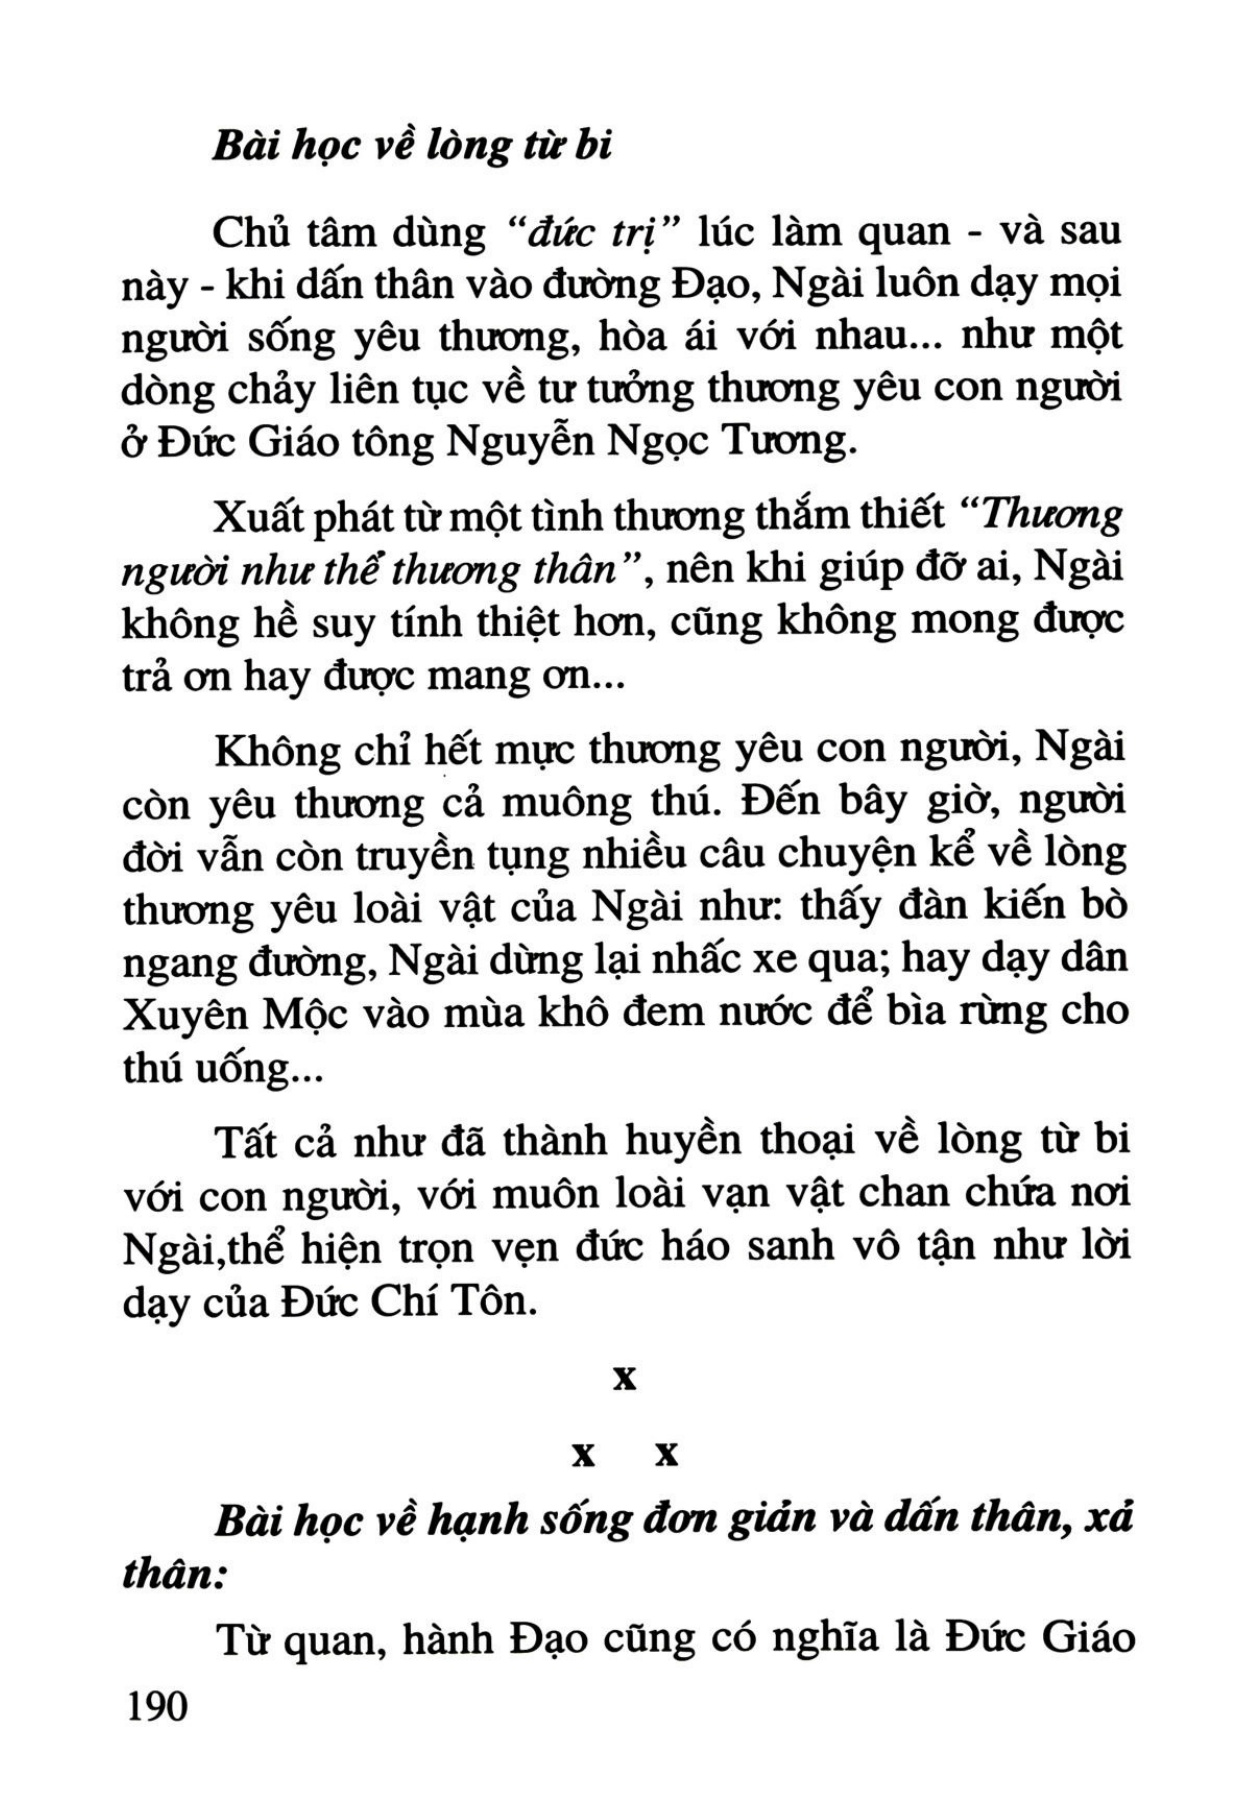 Bài học về lòng từ bi
Chủ tâm dùng “đức trị” lúc làm quan - và sau
này - khi dấn thân vào đường Đạo, Ngài luôn dạy mọi
người sống yêu thương, hòa ái với nhau... như một
dòng chảy liên tục về tư tưởng thương yêu con người
ở Đức Giáo tông Nguyễn Ngọc Tương.
Xuất phát từ một tình thương thắm thiết “Thương
người như thể thương thân”, nên khi giúp đỡ ai, Ngài
không hề suy tính thiệt hơn, cũng không mong được
trả ơn hay được mang ơn...
Không chỉ hết mực thương yêu con người, Ngài
còn yêu thương cả muông thú. Đến bây giờ, người
đời vẫn còn truyền tụng nhiều câu chuyện kể về lòng
thương yêu loài vật của Ngài như: thấy đàn kiến bò
ngang đường, Ngài dừng lại nhấc xe qua; hay dạy dân
Xuyên Mộc vào mùa khô đem nước để bìa rừng cho
thú uống...
Tất cả như đã thành huyền thoại về lòng từ bi
với con người, với muôn loài vạn vật chan chứa nơi
Ngài,thể hiện trọn vẹn đức háo sanh vô tận như lời
dạy của Đức Chí Tôn.
x
x x
Bài học về hạnh sống đơn giản và dấn thân, xả
thân:
Từ quan, hành Đạo cũng có nghĩa là Đức Giáo
190